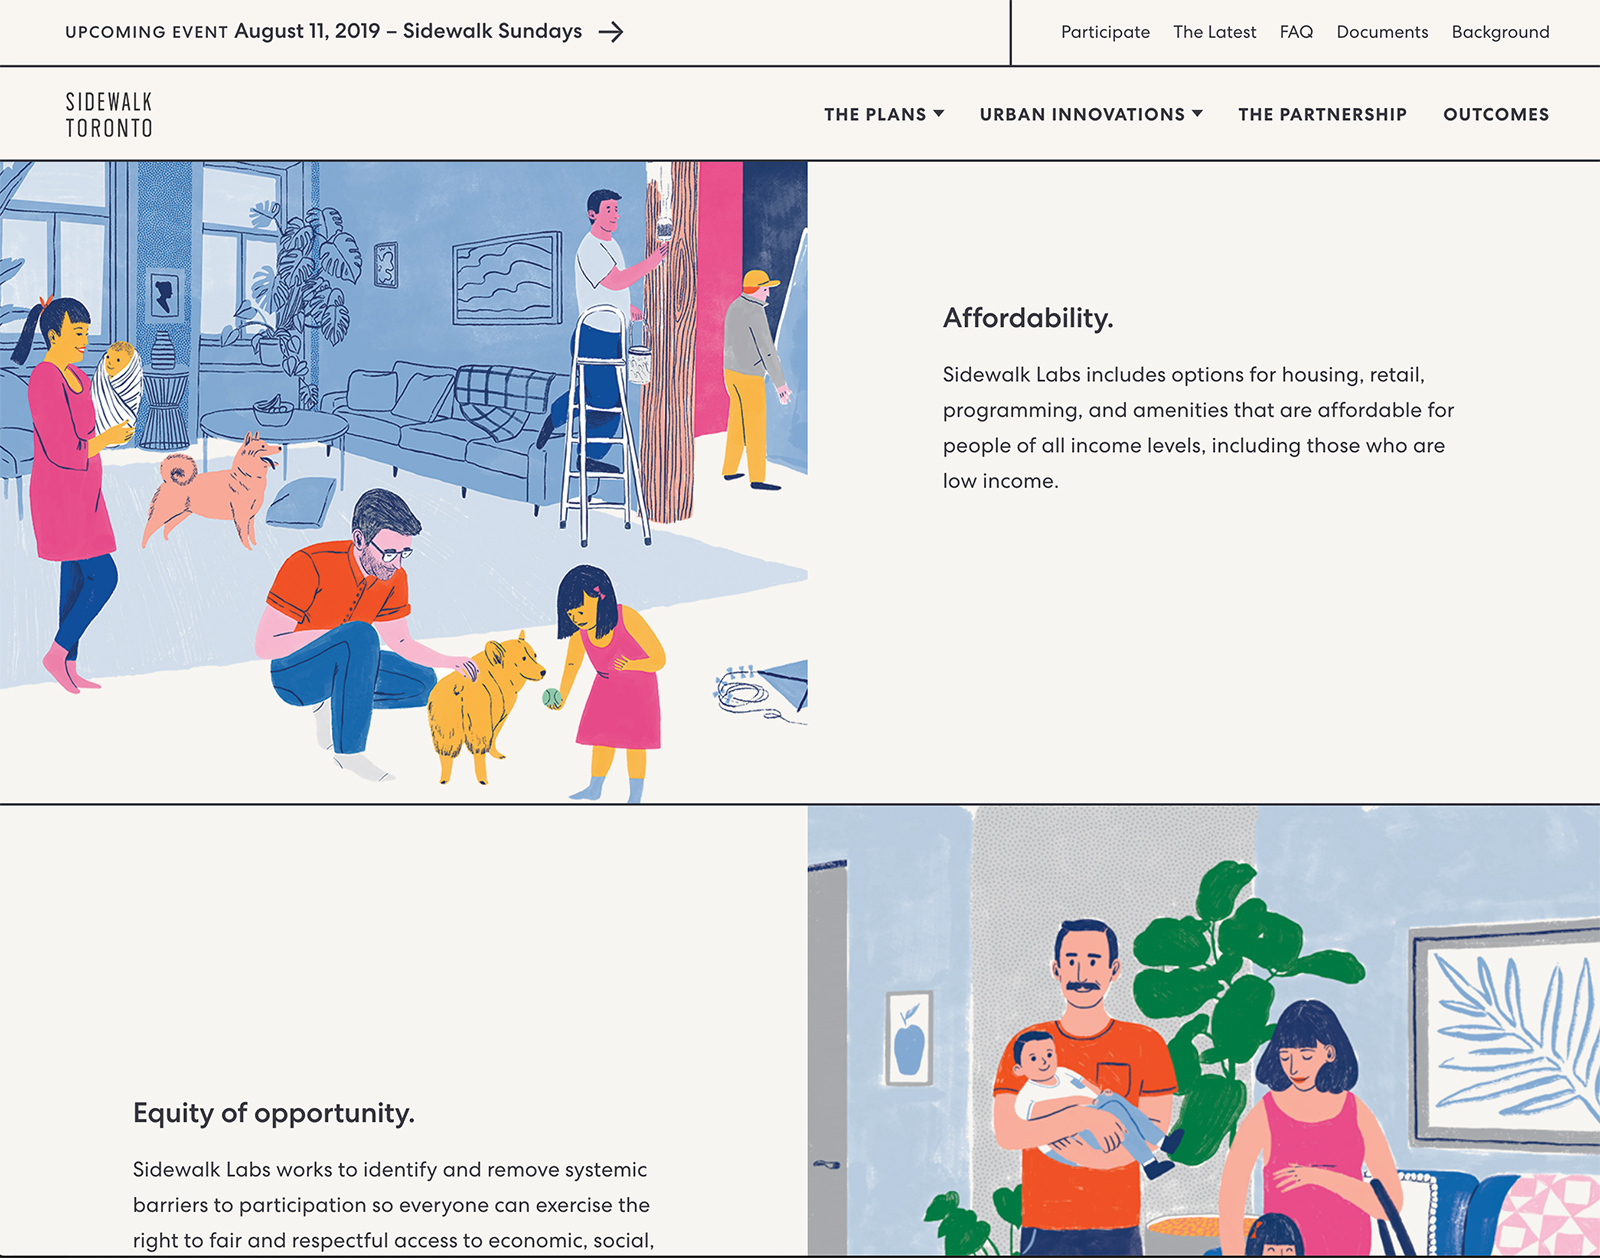 UPCOMING EVENT August 11, 2019 – Sidewalk Sundays
Participate The Latest FAQ Documents Background
SIDEWALK
TORONTO
THE PLANS URBAN INNOVATIONS THE PARTNERSHIP OUTCOMES
Affordability.
Sidewalk Labs includes options for housing, retail,
programming, and amenities that are affordable for
people of all income levels, including those who are
low income.
Equity of opportunity.
Sidewalk Labs works to identify and remove systemic
barriers to participation so everyone can exercise the
right to fair and respectful access to economic, social,